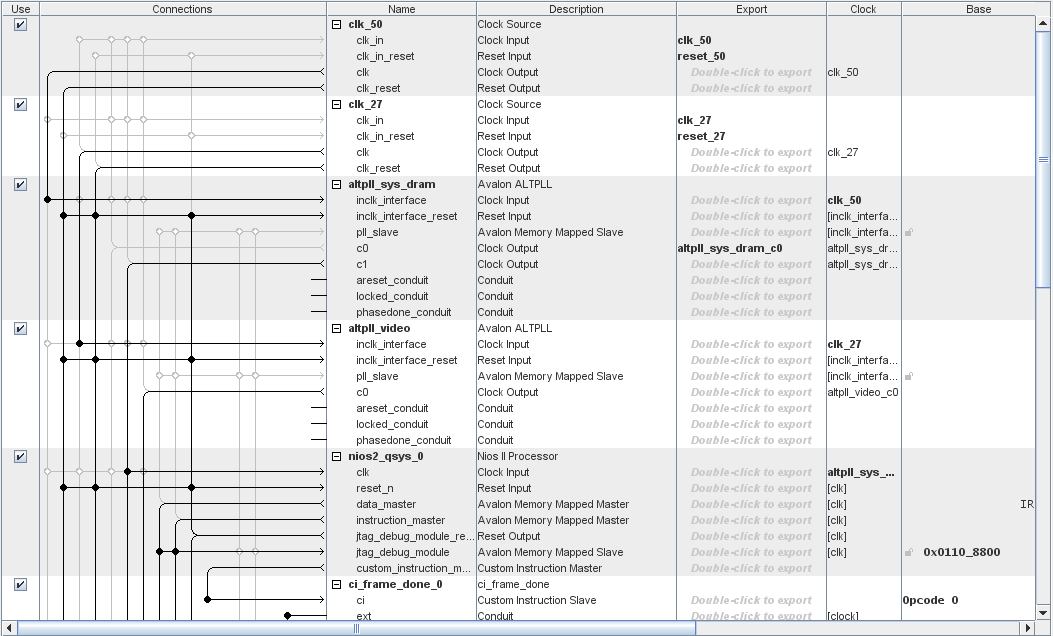 Use Connections Name Description Export Clock Base
clk_50 Clock Source
clk_in Clock Input clk_50
clk_in_reset Reset Input reset_50
clk Clock Output Double-click to export clk_50
clk_reset Reset Output Double-click to export
clk_27 Clock Source
clk_in Clock Input clk_27
clk_in_reset Reset Input reset_27
clk Clock Output Double-click to export clk_27
clk_reset Reset Output Double-click to export
altpll_sys_dram Avalon ALTPLL
inclk_interface Clock Input Double-click to export clk_50
inclk_interface_reset Reset Input Double-click to export [inclk_interfa...
pll_slave Avalon Memory Mapped Slave Double-click to export [inclk_interfa...
c0 Clock Output altpll_sys_dram_c0 altpll_sys_dr...
c1 Clock Output Double-click to export altpll_sys_dr...
areset_conduit Conduit Double-click to export
locked_conduit Conduit Double-click to export
phasedone_conduit Conduit Double-click to export
altpll_video Avalon ALTPLL
inclk_interface Clock Input Double-click to export clk_27
inclk_interface_reset Reset Input Double-click to export [inclk_interfa...
pll_slave Avalon Memory Mapped Slave Double-click to export [inclk_interfa...
c0 Clock Output Double-click to export altpll_video_c0
areset_conduit Conduit Double-click to export
locked_conduit Conduit Double-click to export
phasedone_conduit Conduit Double-click to export
nios2_qsys_0 Nios II Processor
clk Clock Input Double-click to export altpll_sys_...
reset_n Reset Input Double-click to export [clk]
data_master Avalon Memory Mapped Master Double-click to export [clk] IR
instruction_master Avalon Memory Mapped Master Double-click to export [clk]
jtag_debug_module_re... Reset Output Double-click to export [clk]
jtag_debug_module Avalon Memory Mapped Slave Double-click to export [clk] 0x0110_8800
custom_instruction_m... Custom Instruction Master Double-click to export
ci_frame_done_0 ci_frame_done
ci Custom Instruction Slave Double-click to export Opcode 0
ext Conduit Double-click to export [clock]